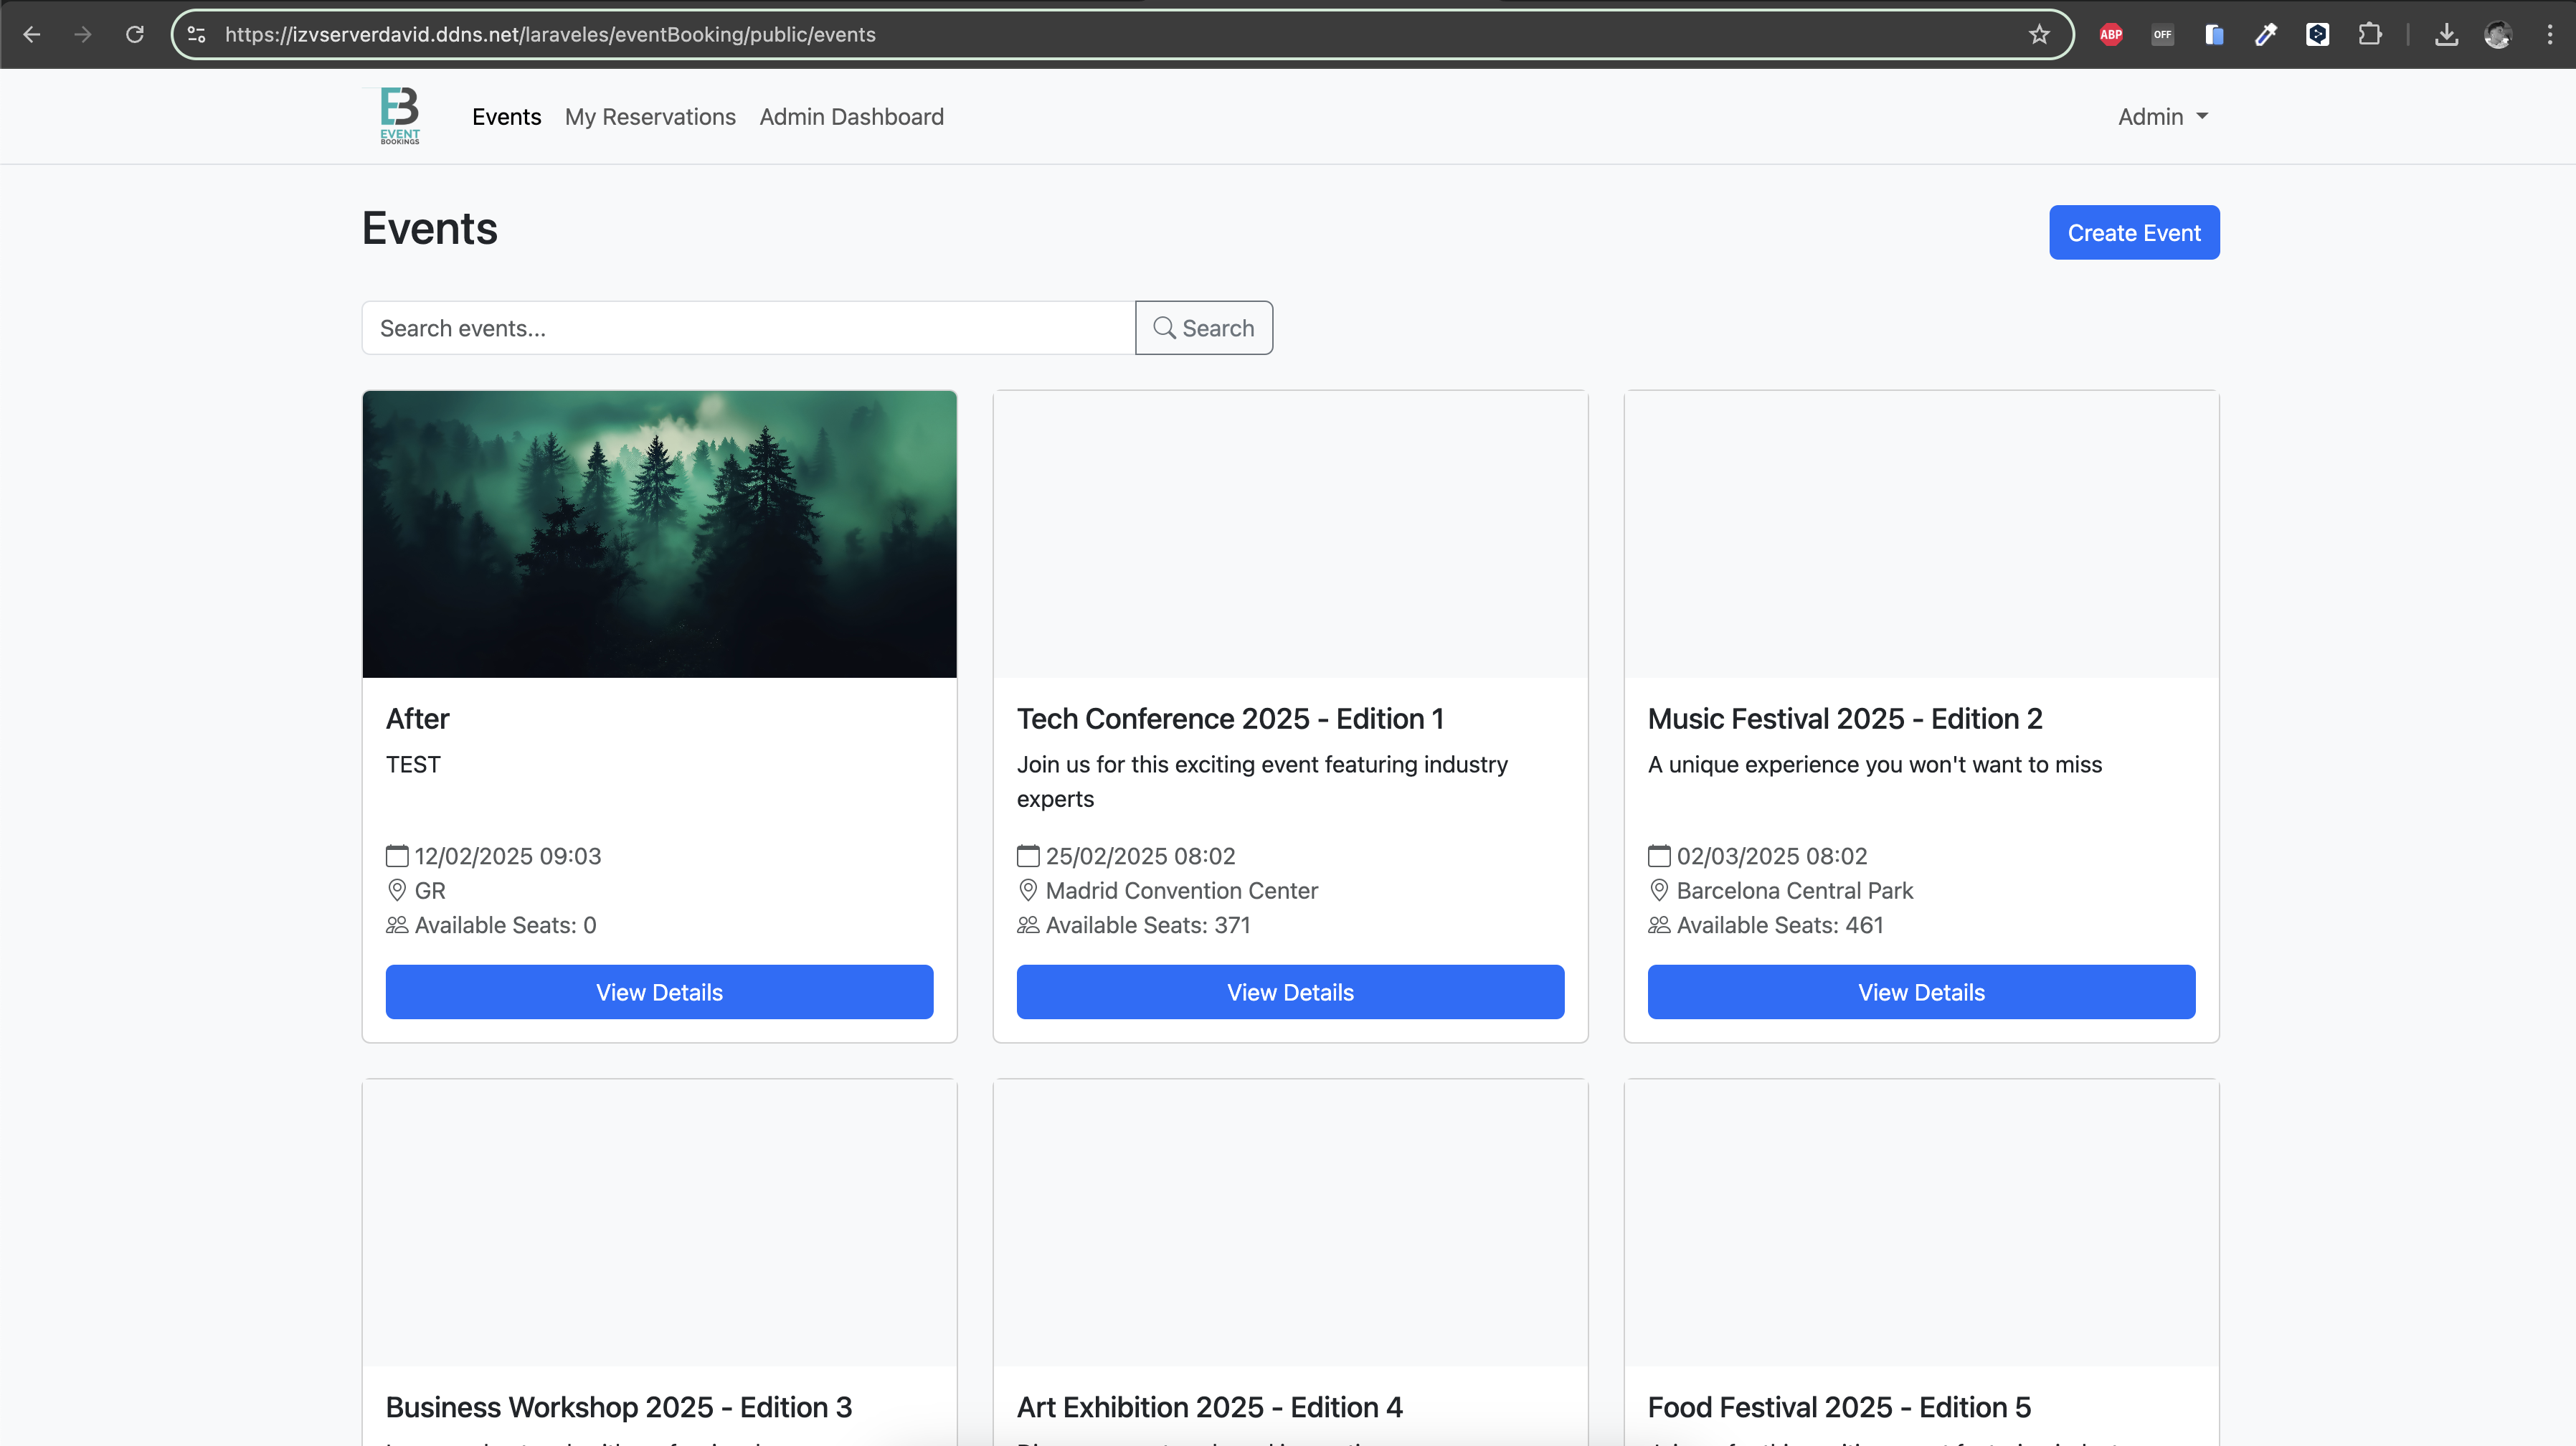 https://izvserverdavid.ddns.net/laraveles/eventBooking/public/events
ABP
OFF
EB
EVENT
BOOKINGS
Events
My Reservations
Admin Dashboard
Admin
Events
Create Event
Search events...
Search
After
TEST
12/02/2025 09:03
GR
Available Seats: 0
View Details
Tech Conference 2025 - Edition 1
Join us for this exciting event featuring industry
experts
25/02/2025 08:02
Madrid Convention Center
Available Seats: 371
View Details
Music Festival 2025 - Edition 2
A unique experience you won't want to miss
02/03/2025 08:02
Barcelona Central Park
Available Seats: 461
View Details
Business Workshop 2025 - Edition 3
Art Exhibition 2025 - Edition 4
Food Festival 2025 - Edition 5